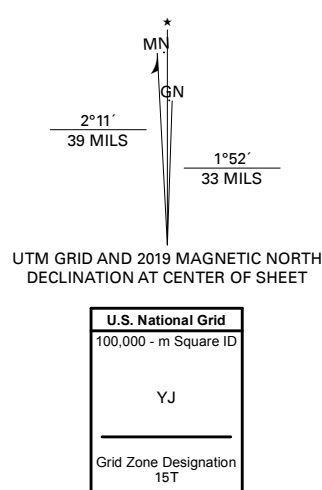 ★
MN
GN
2°11´
39 MILS
1°52´
33 MILS
UTM GRID AND 2019 MAGNETIC NORTH
DECLINATION AT CENTER OF SHEET
U.S. National Grid
100,000 - m Square ID
YJ
Grid Zone Designation
15T